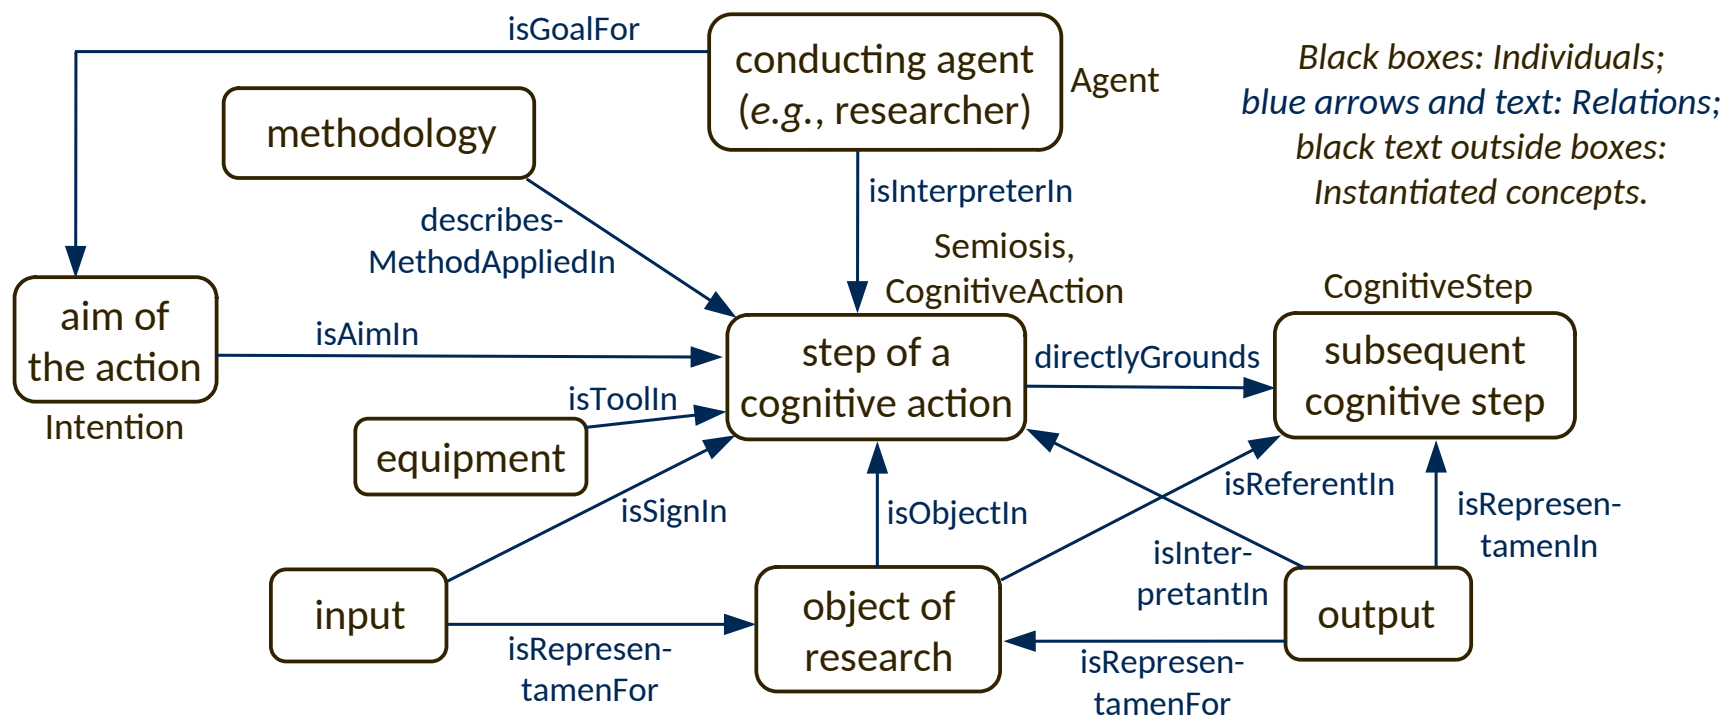 isGoalFor
conducting agent
(e.g., researcher)
Agent
Black boxes: Individuals;
blue arrows and text: Relations;
black text outside boxes:
Instantiated concepts.
methodology
describes-
MethodAppliedIn
isInterpreterIn
Semiosis,
CognitiveAction
CognitiveStep
aim of
the action
Intention
isAimIn
step of a
cognitive action
directlyGrounds
subsequent
cognitive step
isToolIn
equipment
isSignIn
isObjectIn
isReferentIn
isRepresen-
tamenIn
isInter-
pretantIn
input
object of
research
output
isRepresen-
tamenFor
isRepresen-
tamenFor